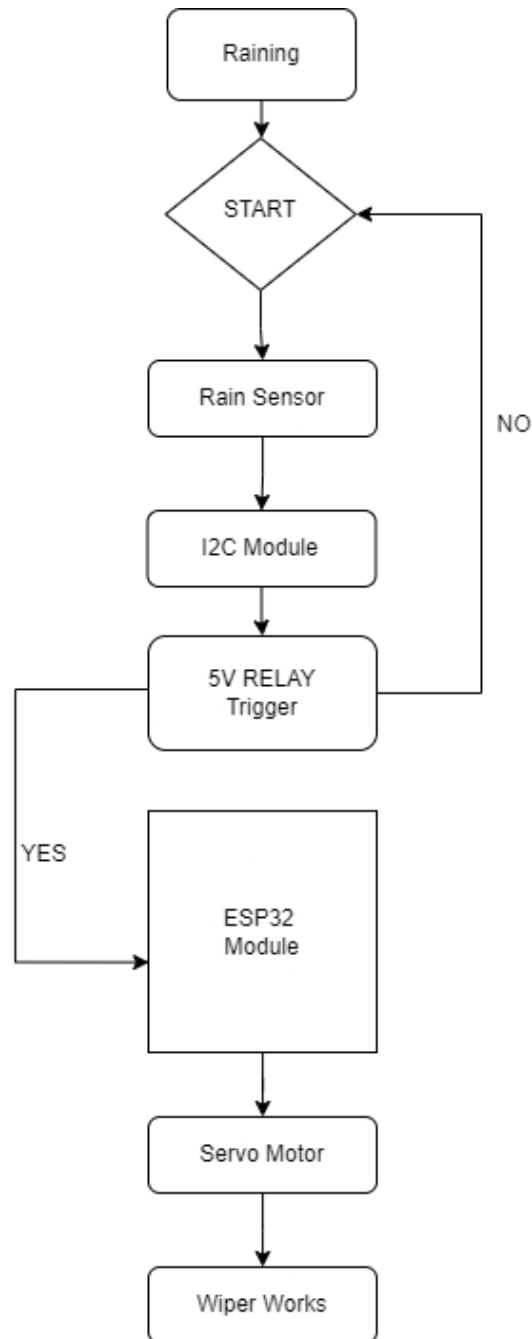 Raining
START
Rain Sensor
NO
I2C Module
5V RELAY
Trigger
YES
ESP32
Module
Servo Motor
Wiper Works